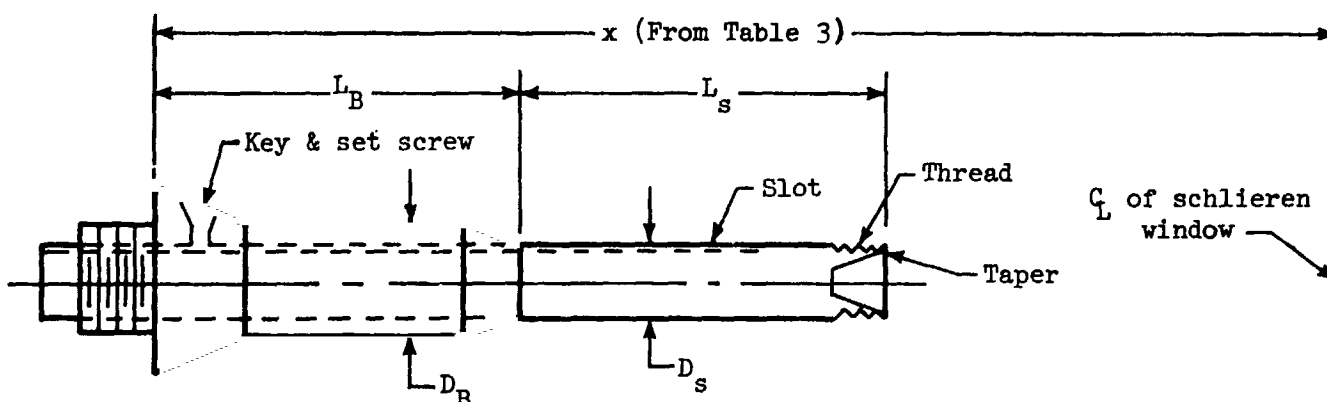 x (From Table 3)
L_B
L_s
Key & set screw
Slot
Thread
C_L of schlieren
window
Taper
D_B
D_s